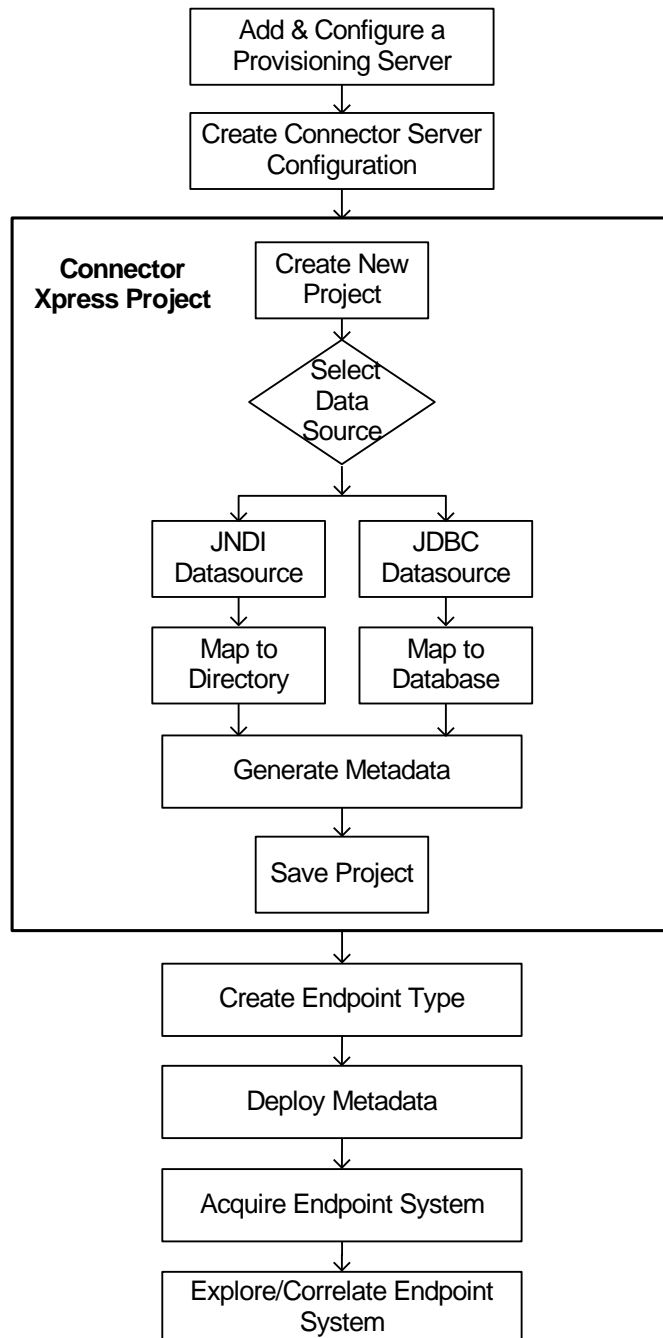 Add & Configure a
Provisioning Server
Create Connector Server
Configuration
Connector
Xpress Project
Create New
Project
Select
Data
Source
JNDI
Datasource
JDBC
Datasource
Map to
Directory
Map to
Database
Generate Metadata
Save Project
Create Endpoint Type
Deploy Metadata
Acquire Endpoint System
Explore/Correlate Endpoint
System